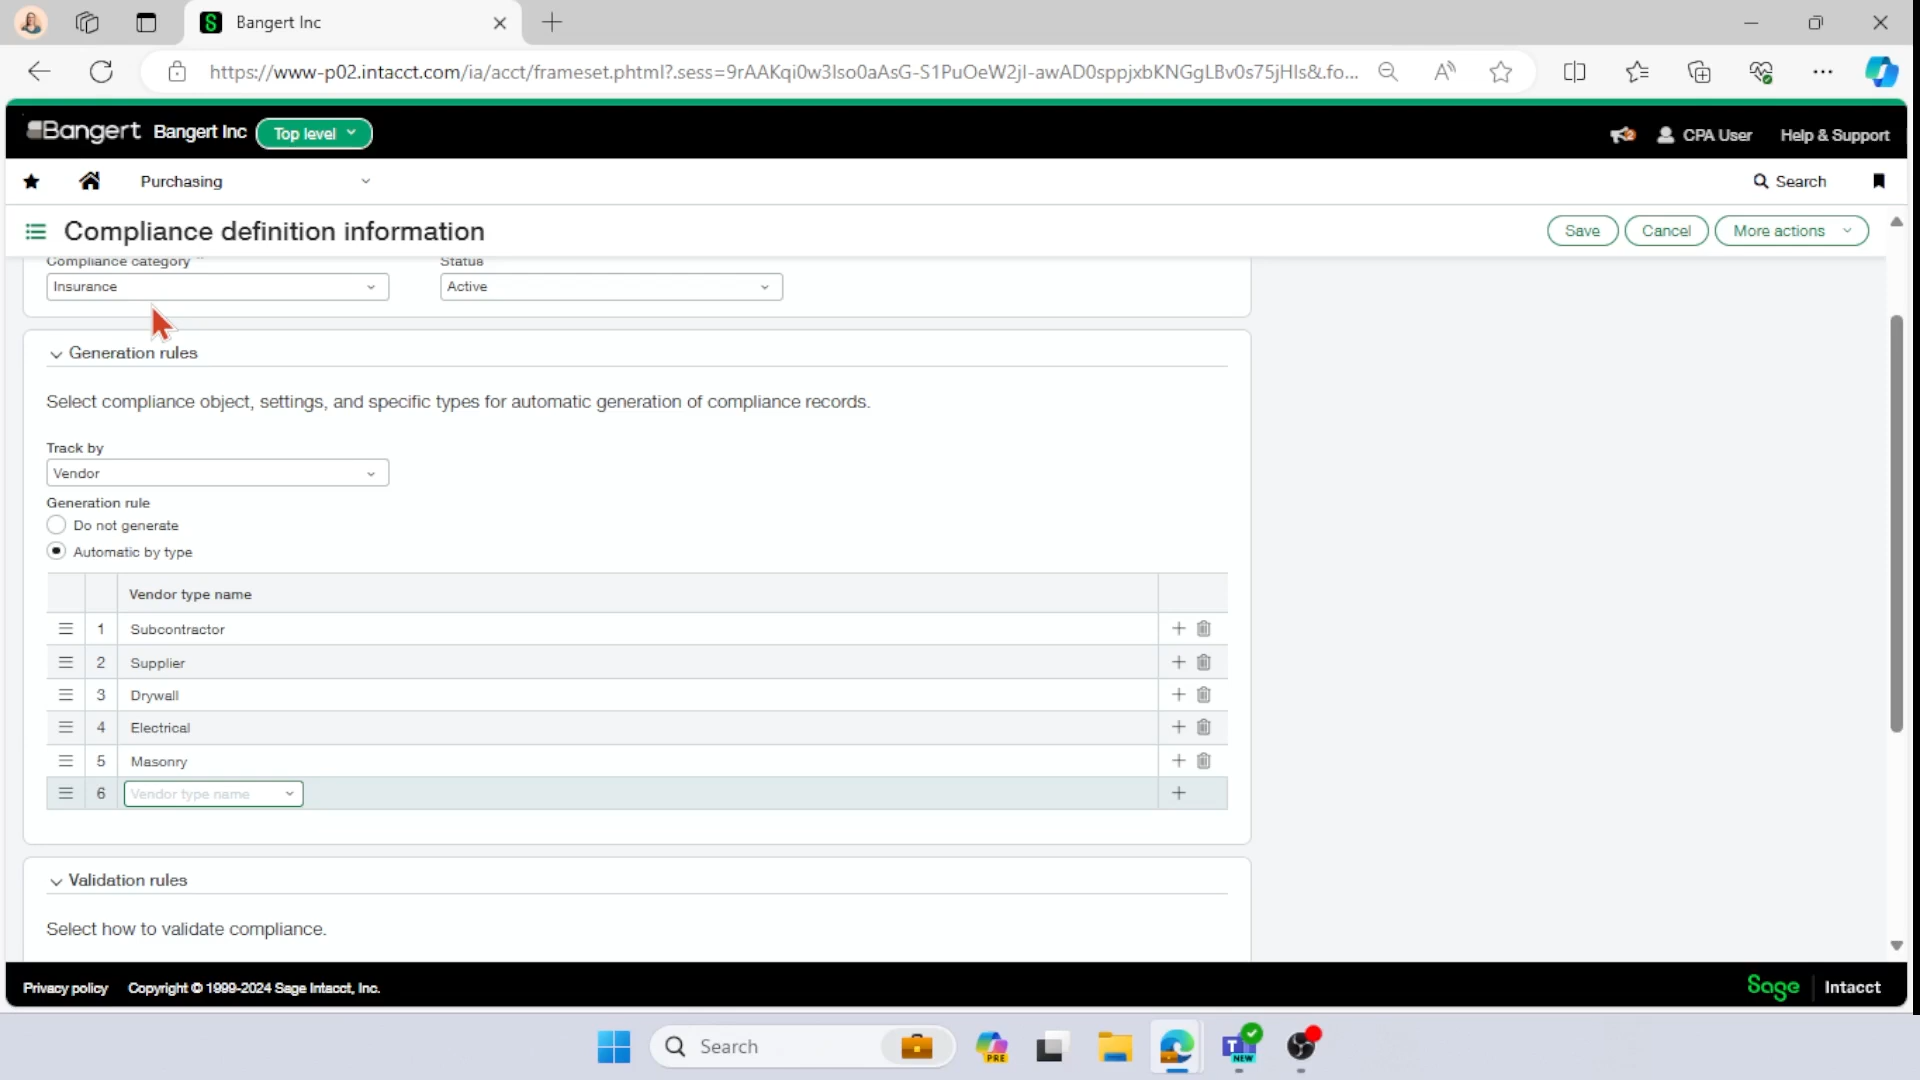 Bangert Inc
https://www-p02.intacct.com/ia/acct/frameset.phtml?.sess=9rAAKqi0w3Iso0aAsG-S1PuOeW2jI-awAD0sppjxbKNGgLBv0s75jHIs&.fo...
Bangert Bangert Inc Top level CPA User Help & Support
Purchasing Search
Compliance definition information Save Cancel More actions
Compliance category * Status
Insurance Active
Generation rules
Select compliance object, settings, and specific types for automatic generation of compliance records.
Track by
Vendor
Generation rule
Do not generate
Automatic by type
Vendor type name
1 Subcontractor
2 Supplier
3 Drywall
4 Electrical
5 Masonry
6 Vendor type name
Validation rules
Select how to validate compliance.
Privacy policy Copyright © 1999-2024 Sage Intacct, Inc. Sage Intacct
Search PRE T NEW